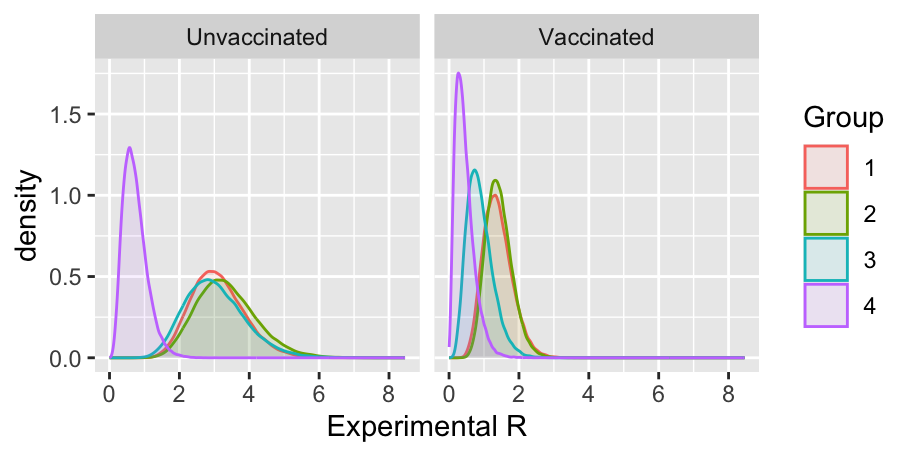 Unvaccinated Vaccinated
density
1.5
1.0
0.5
0.0
0 2 4 6 8 0 2 4 6 8
Experimental R
Group
1
2
3
4